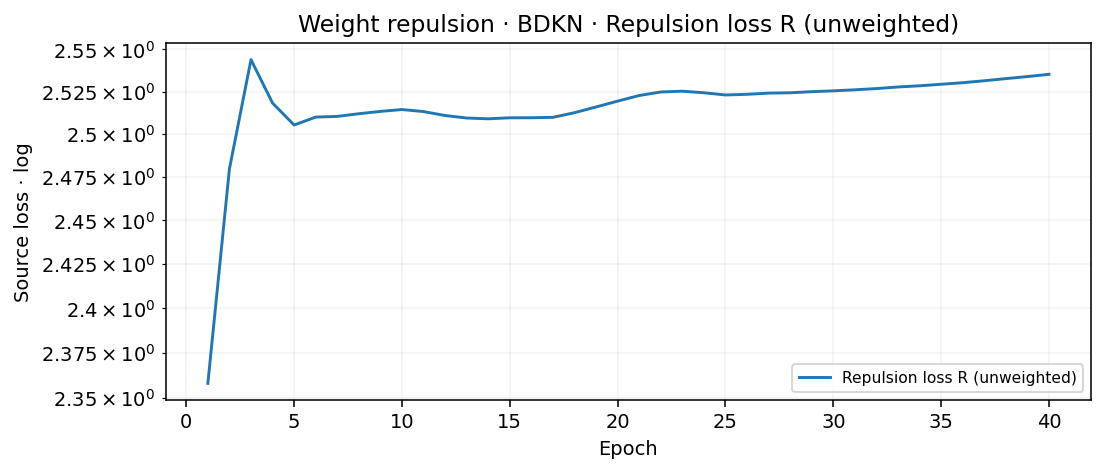 Weight repulsion · BDKN · Repulsion loss R (unweighted)
Source loss · log
2.55 × 10⁰
2.525 × 10⁰
2.5 × 10⁰
2.475 × 10⁰
2.45 × 10⁰
2.425 × 10⁰
2.4 × 10⁰
2.375 × 10⁰
2.35 × 10⁰
Repulsion loss R (unweighted)
0 5 10 15 20 25 30 35 40
Epoch